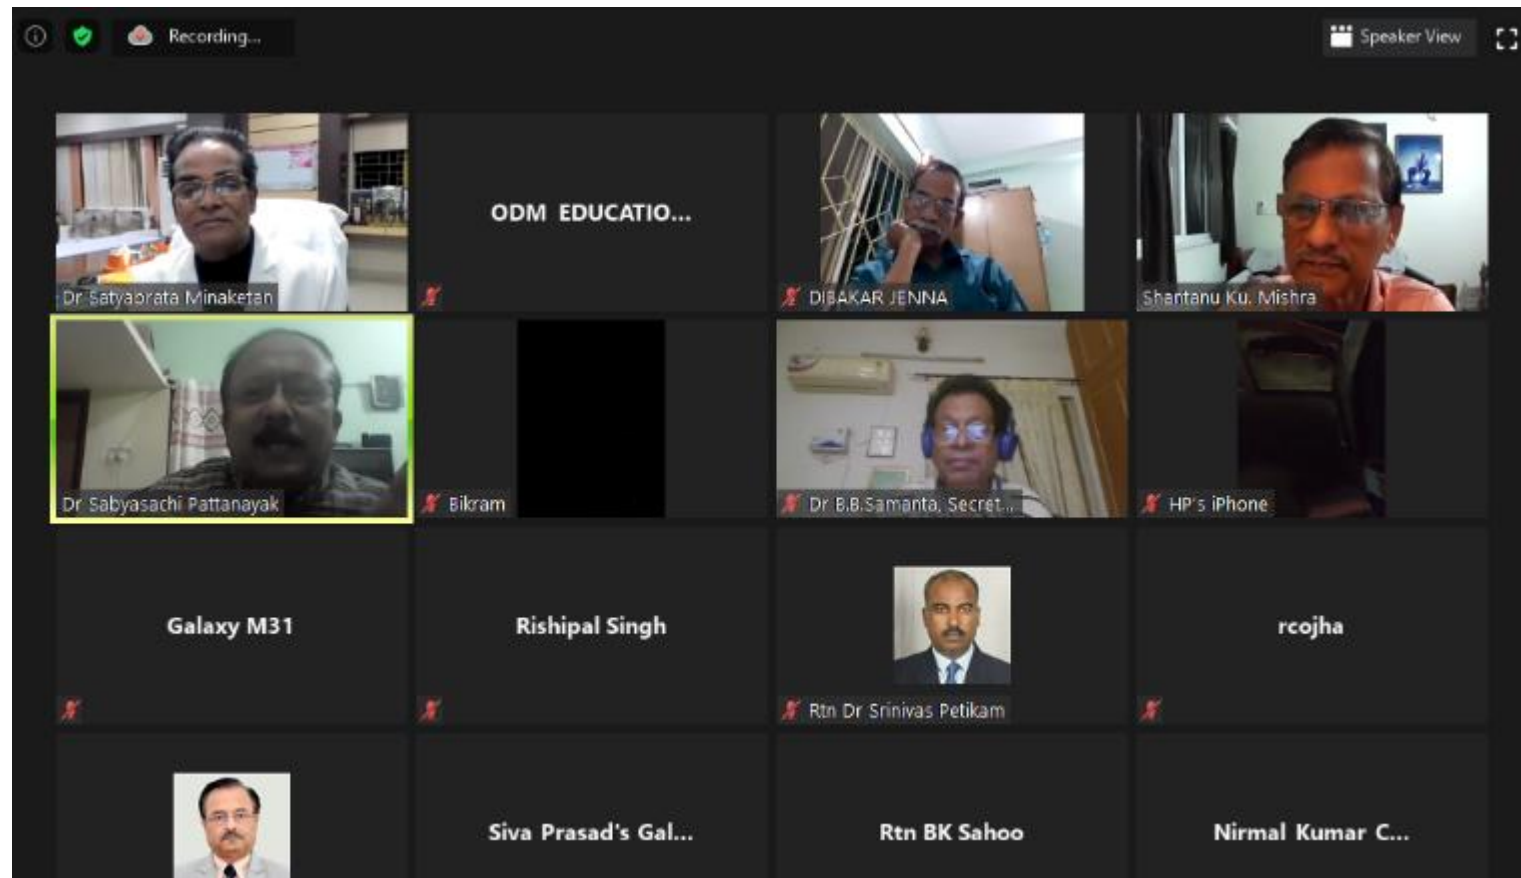 Recording...
Speaker View
Dr Satyabrata Minaketan
ODM EDUCATIO...
DIBAKAR JENNA
Shantanu Ku. Mishra
Dr Sabyasachi Pattanayak
Bikram
Dr B.B.Samanta, Secret...
HP's iPhone
Galaxy M31
Rishipal Singh
Rtn Dr Srinivas Petikam
rcojha
Siva Prasad's Gal...
Rtn BK Sahoo
Nirmal Kumar C...